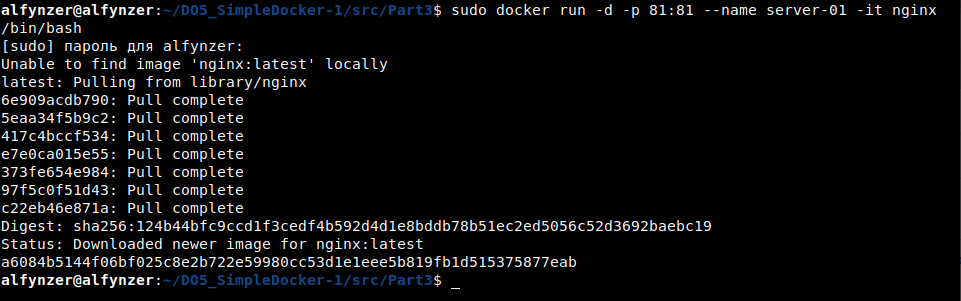 alfynzer@alfynzer:~/DO5_SimpleDocker-1/src/Part3$ sudo docker run -d -p 81:81 --name server-01 -it nginx
/bin/bash
[sudo] пароль для alfynzer:
Unable to find image 'nginx:latest' locally
latest: Pulling from library/nginx
6e909acdb790: Pull complete
5eaa34f5b9c2: Pull complete
417c4bccf534: Pull complete
e7e0ca015e55: Pull complete
373fe654e984: Pull complete
97f5c0f51d43: Pull complete
c22eb46e871a: Pull complete
Digest: sha256:124b44bfc9ccd1f3cedf4b592d4d1e8bddb78b51ec2ed5056c52d3692baebc19
Status: Downloaded newer image for nginx:latest
a6084b5144f06bf025c8e2b722e59980cc53d1e1eee5b819fb1d515375877eab
alfynzer@alfynzer:~/DO5_SimpleDocker-1/src/Part3$ _